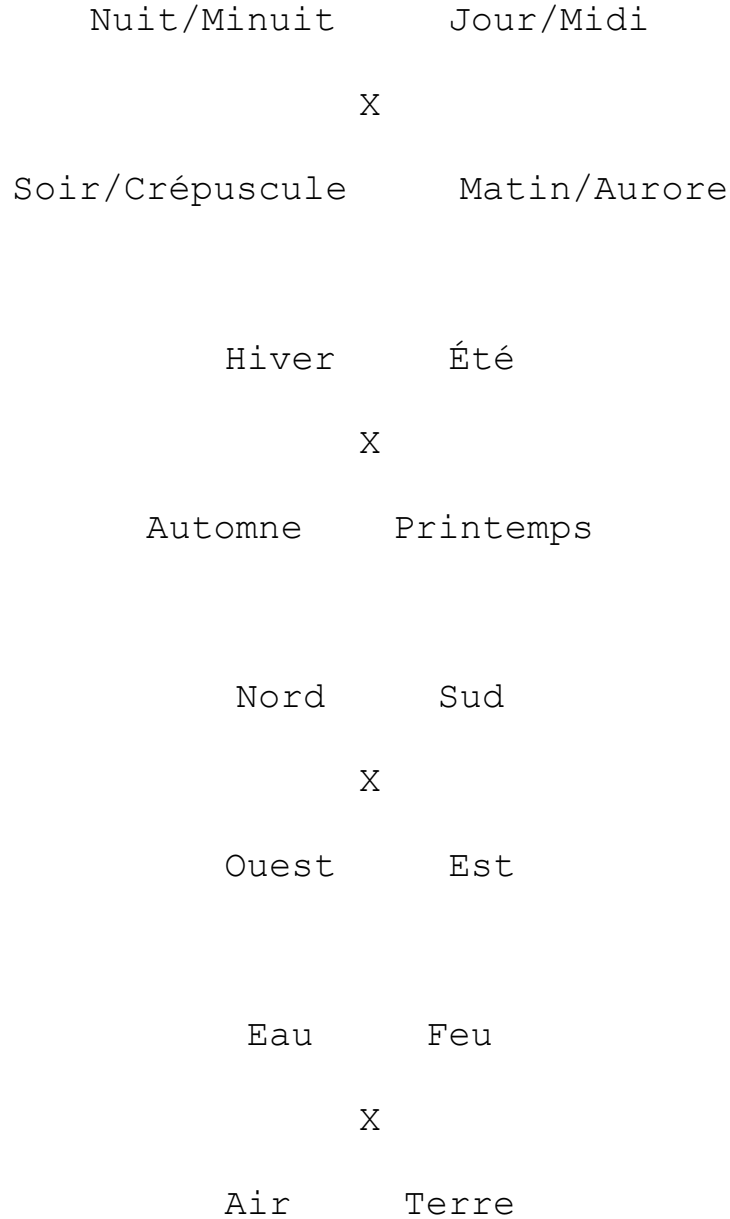 Nuit/Minuit Jour/Midi
X
Soir/Crépuscule Matin/Aurore
Hiver Été
X
Automne Printemps
Nord Sud
X
Ouest Est
Eau Feu
X
Air Terre